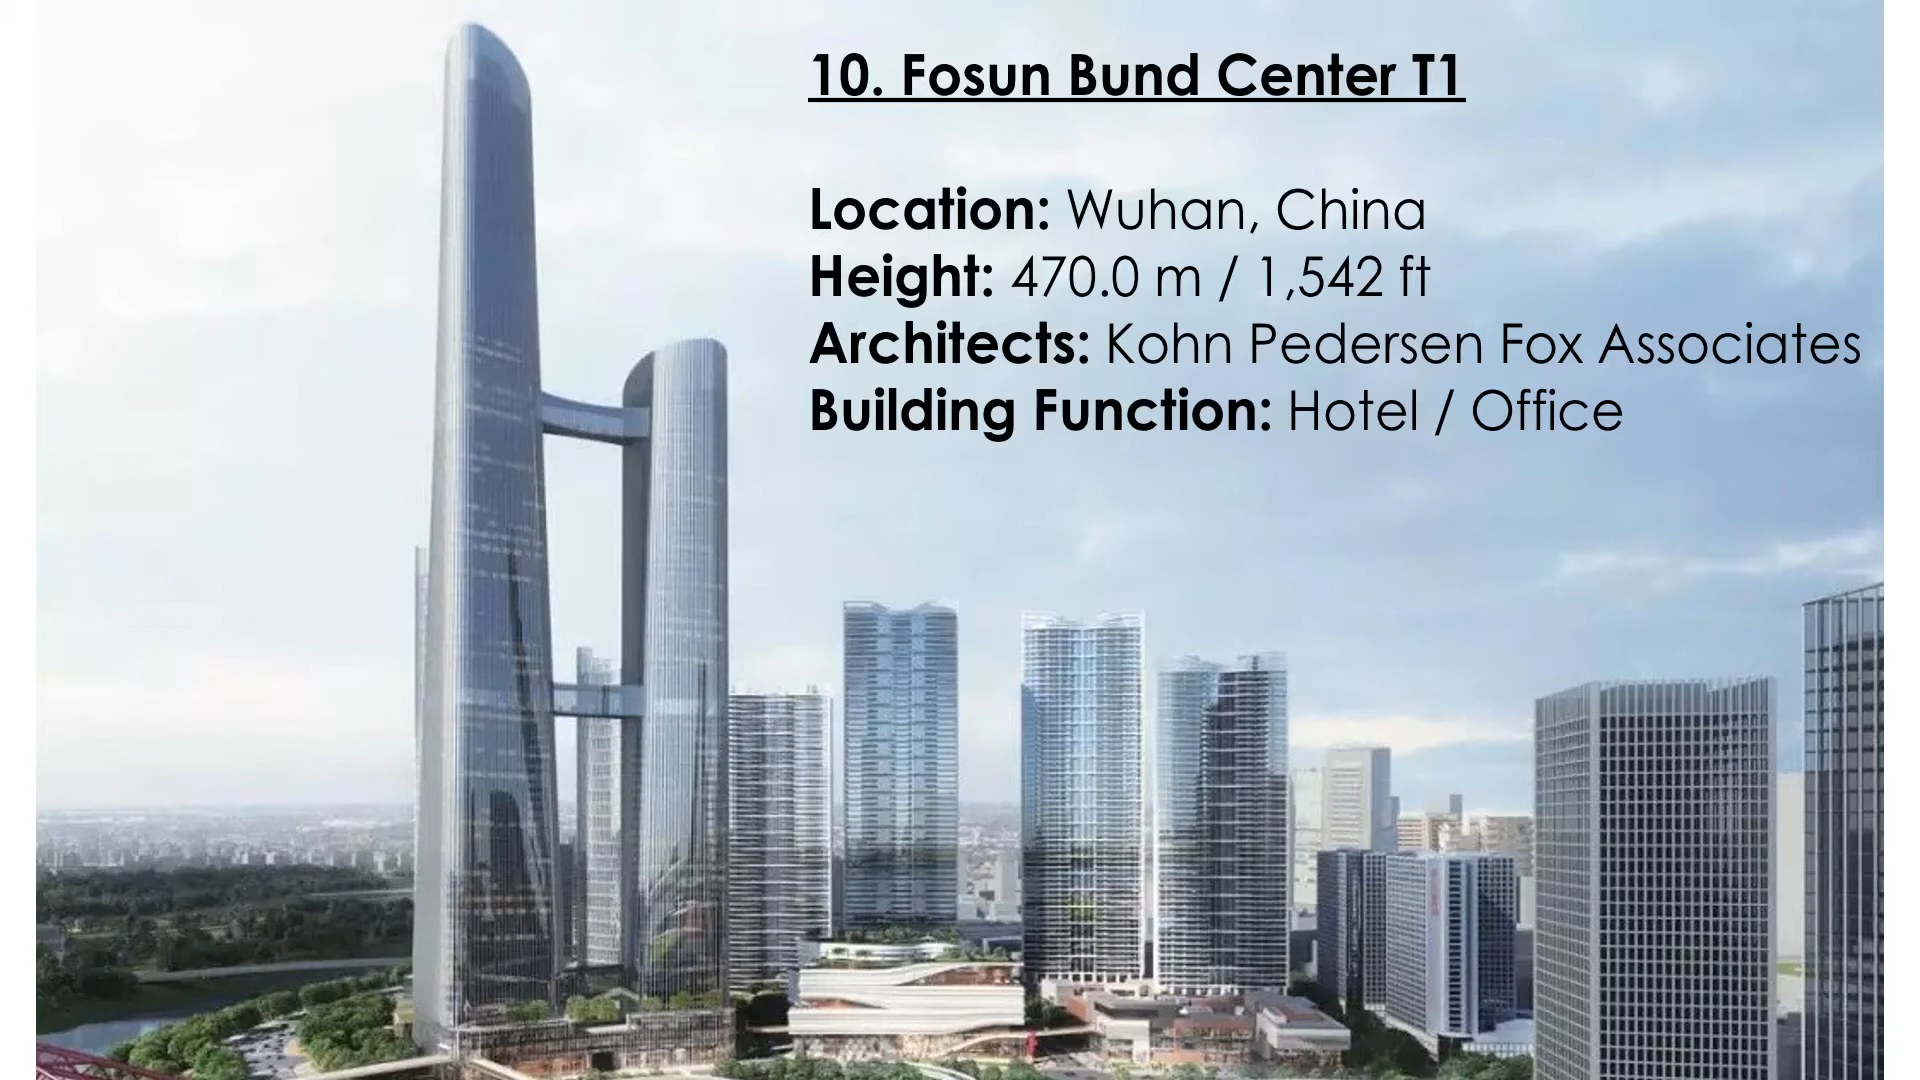 10. Fosun Bund Center T1
Location: Wuhan, China
Height: 470.0 m / 1,542 ft
Architects: Kohn Pedersen Fox Associates
Building Function: Hotel / Office